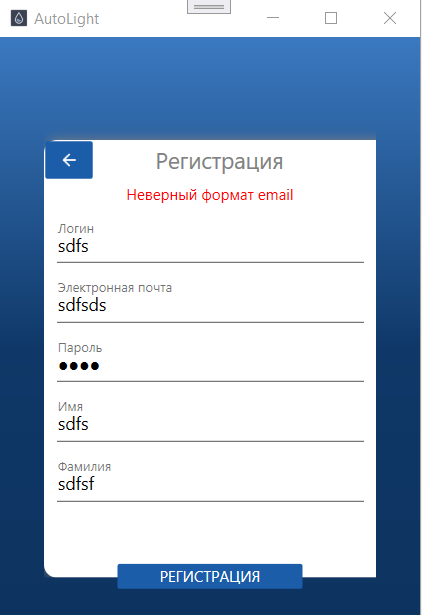 AutoLight
Регистрация
Неверный формат email
Логин
sdfs
Электронная почта
sdfsds
Пароль
●●●●
Имя
sdfs
Фамилия
sdfsf
РЕГИСТРАЦИЯ